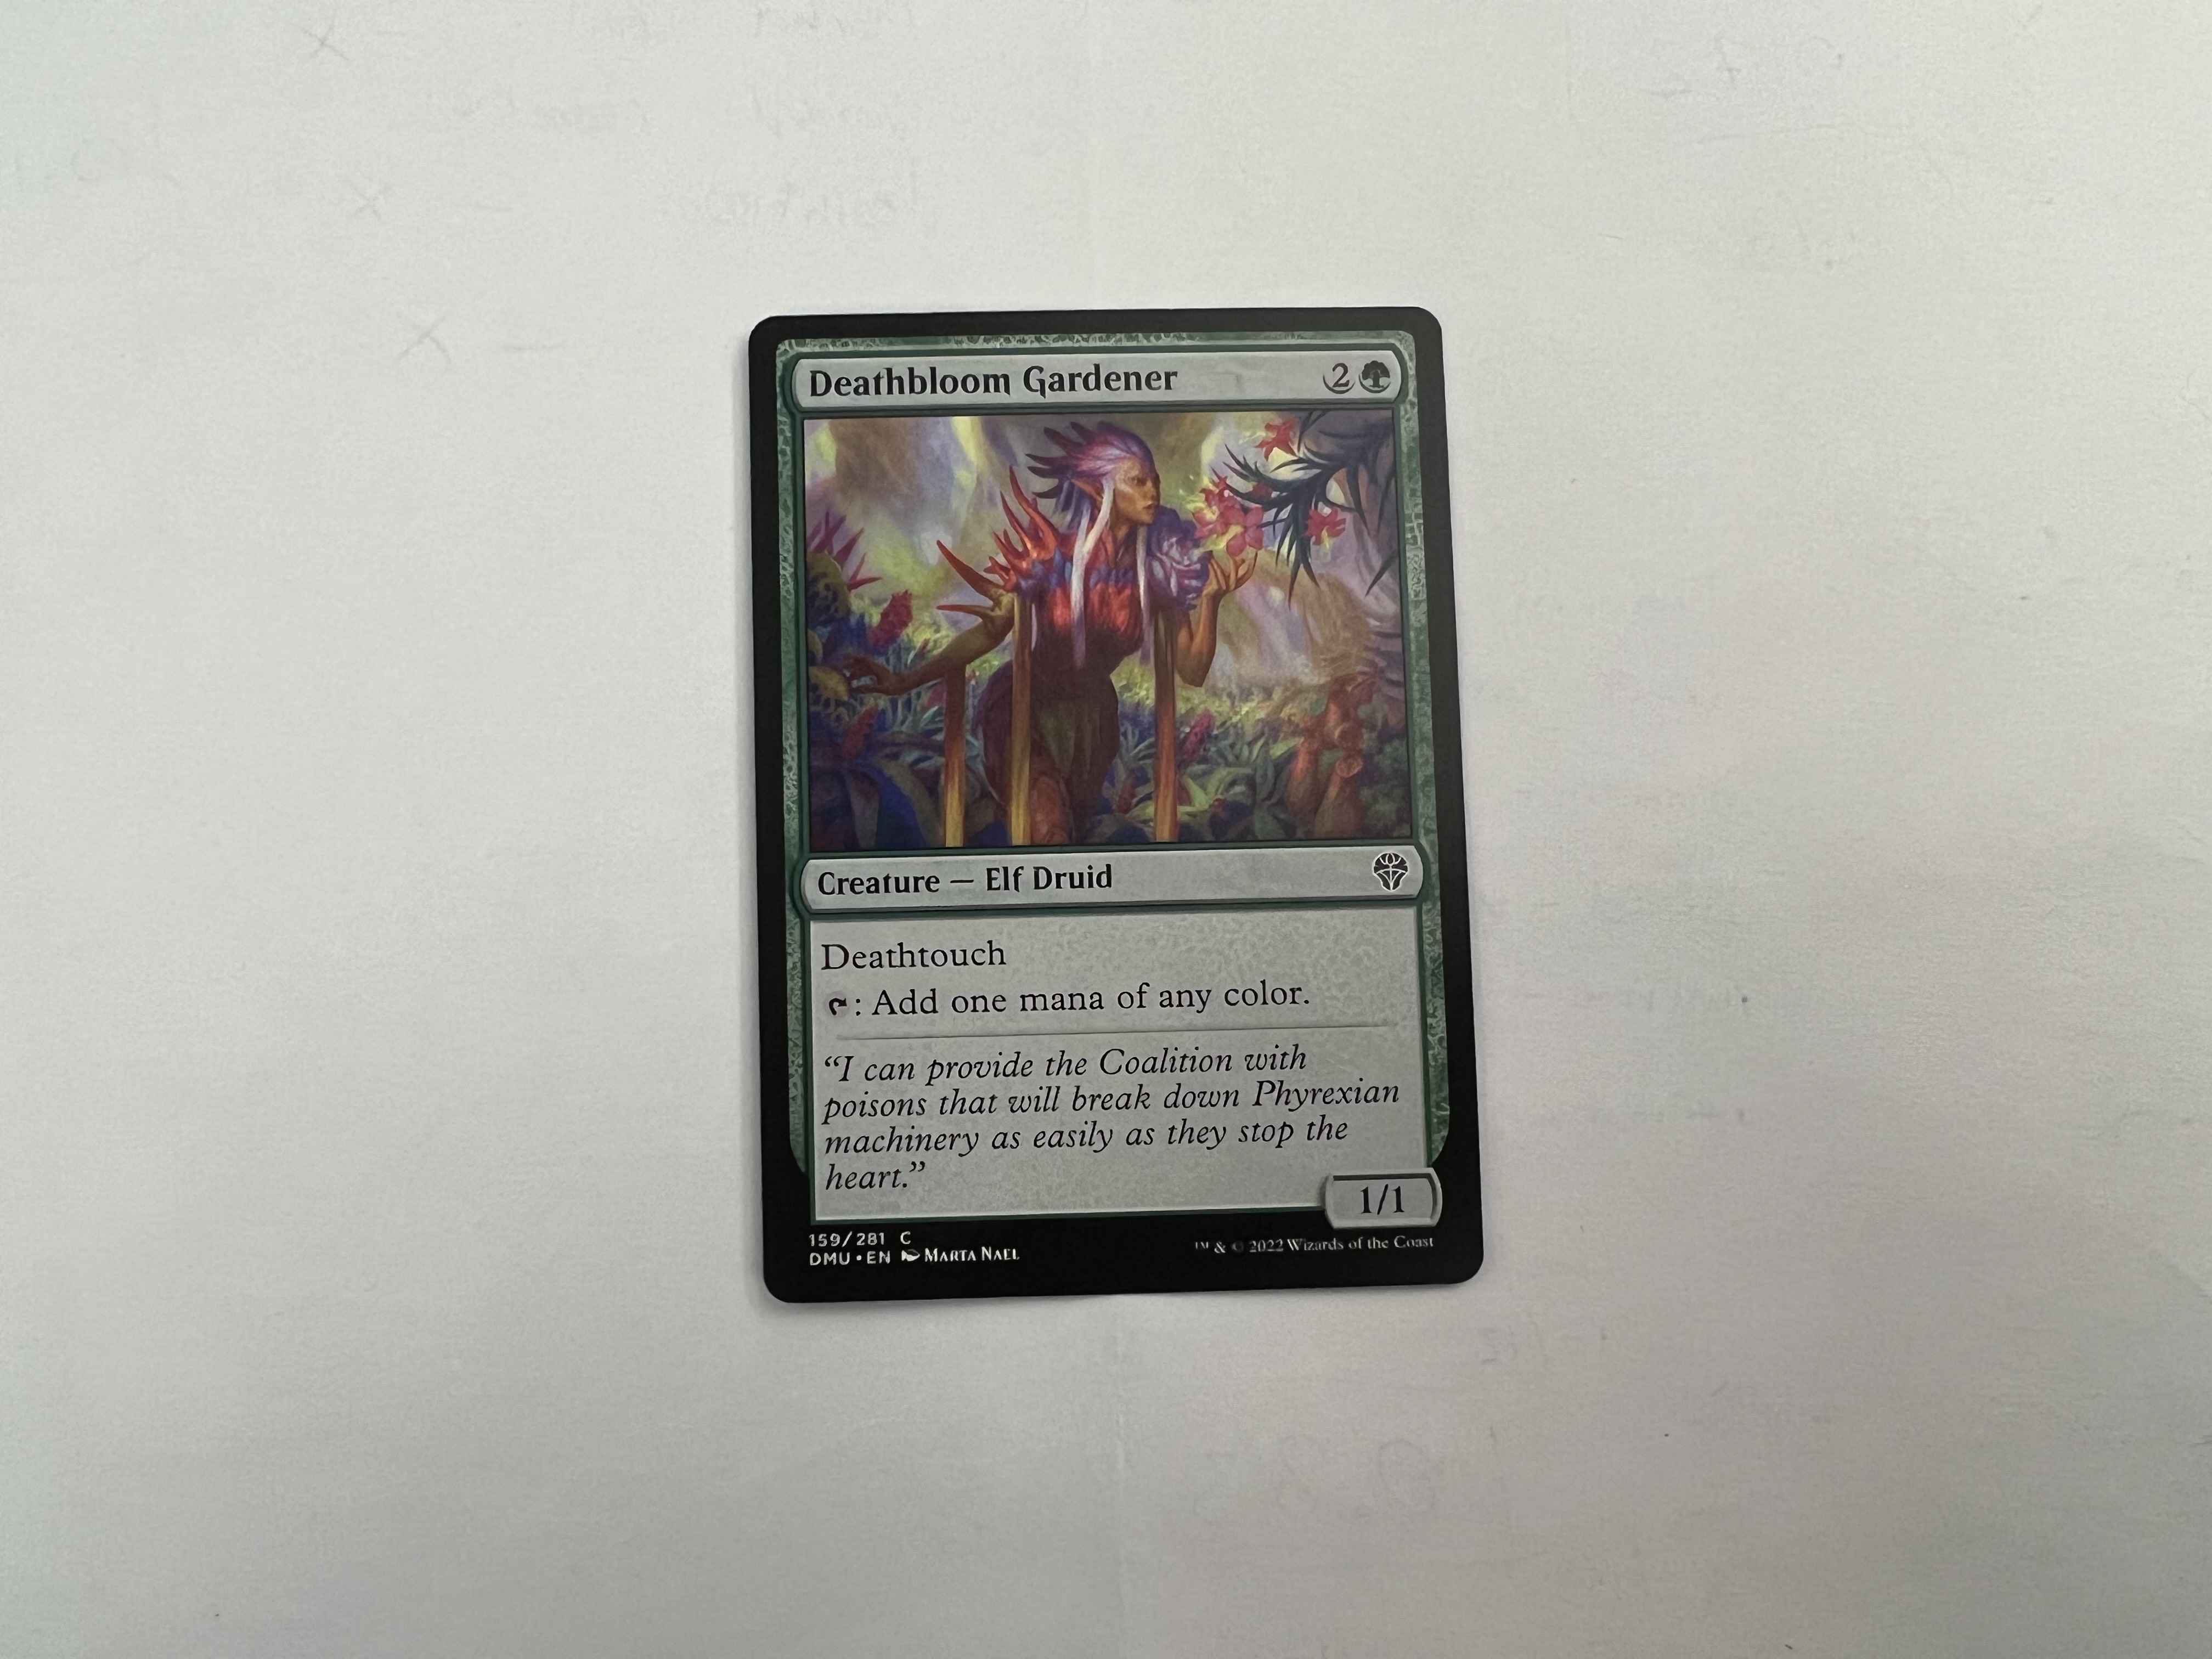 Deathbloom Gardener 2
Creature — Elf Druid
Deathtouch
: Add one mana of any color.
“I can provide the Coalition with
poisons that will break down Phyrexian
machinery as easily as they stop the
heart.”
1/1
159/281 C
DMU • EN Marta Nael
™ & © 2022 Wizards of the Coast